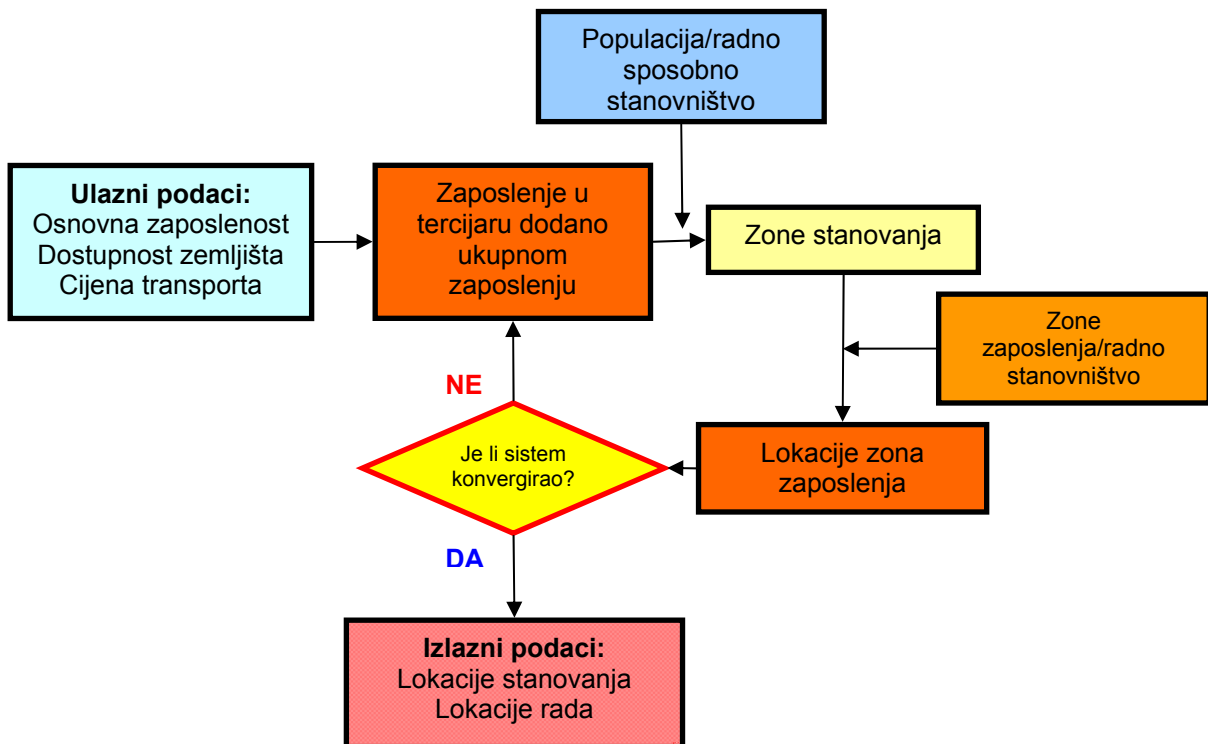 Populacija/radno
sposobno
stanovništvo
Ulazni podaci:
Osnovna zaposlenost
Dostupnost zemljišta
Cijena transporta
Zaposlenje u
tercijaru dodano
ukupnom
zaposlenju
Zone stanovanja
Zone
zaposlenja/radno
stanovništvo
NE
Je li sistem
konvergirao?
Lokacije zona
zaposlenja
DA
Izlazni podaci:
Lokacije stanovanja
Lokacije rada